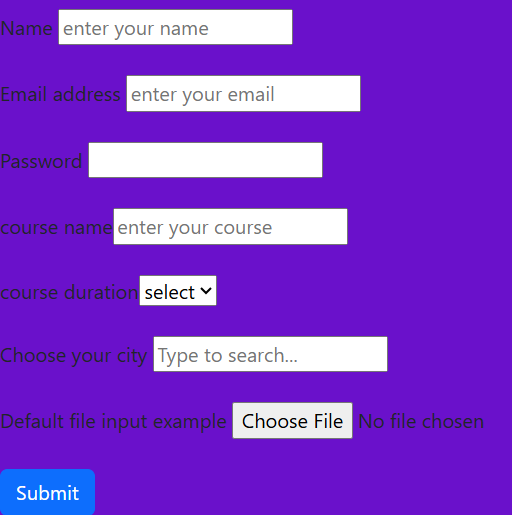 Name enter your name
Email address enter your email
Password
course name enter your course
course duration select
Choose your city Type to search...
Default file input example Choose File No file chosen
Submit